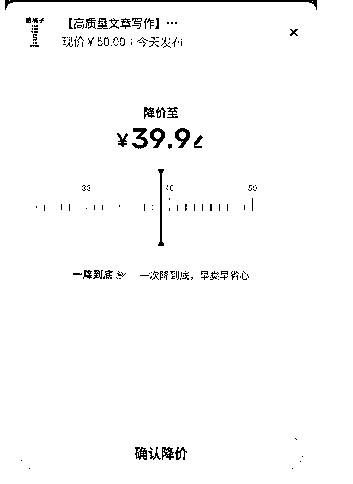 【高质量文章写作】…
现价￥50.00 | 今天发布
降价至
￥39.9
40
50
一降到底
一次降到底，早卖早省心
确认降价